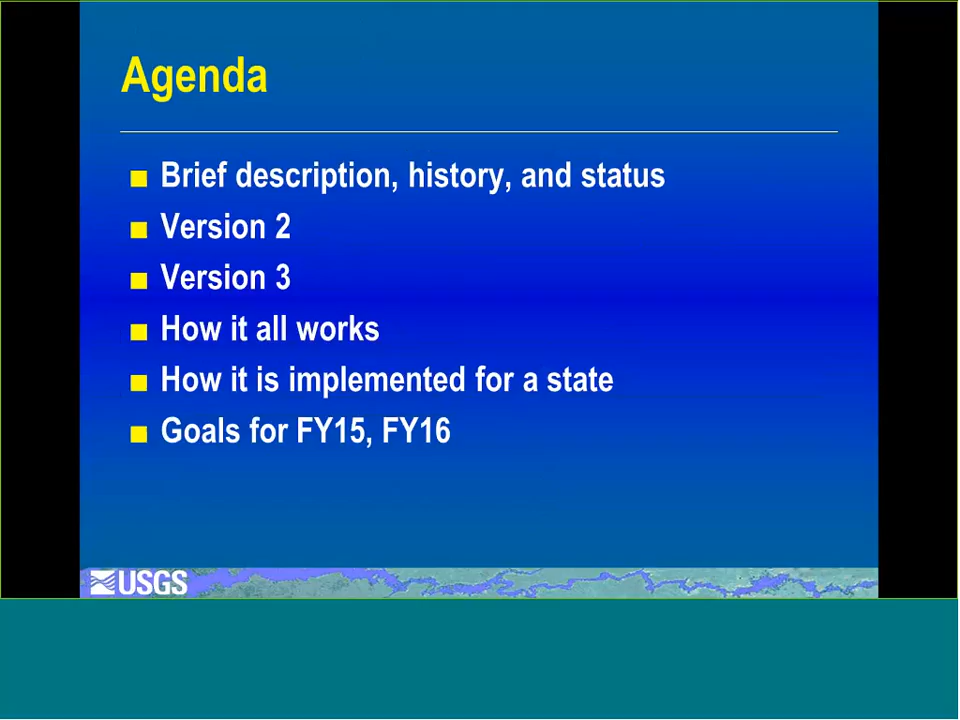 Agenda
Brief description, history, and status
Version 2
Version 3
How it all works
How it is implemented for a state
Goals for FY15, FY16
USGS